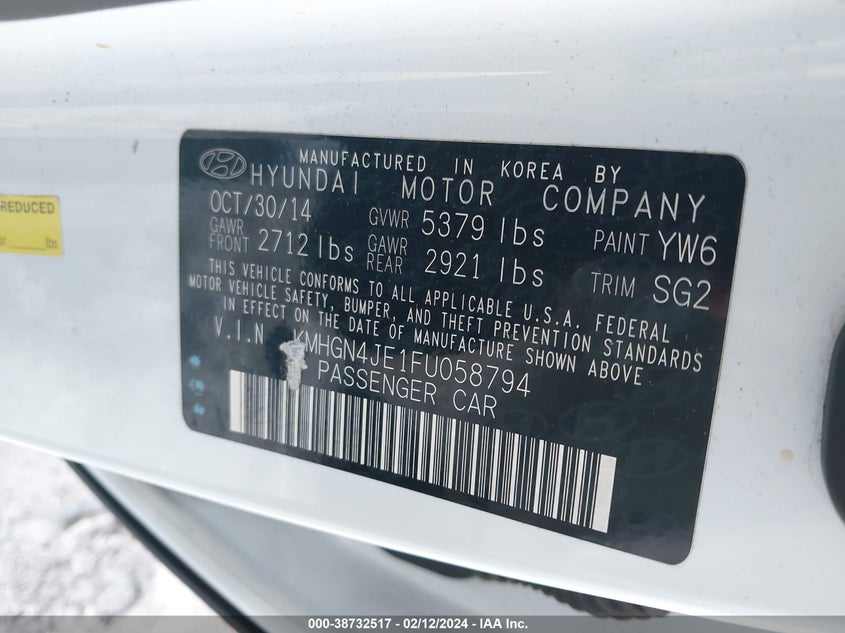 REDUCED
lbs
MANUFACTURED IN KOREA BY
HYUNDAI MOTOR COMPANY
OCT/30/14 GVWR 5379 lbs PAINT YW6
GAWR FRONT 2712 lbs GAWR REAR 2921 lbs TRIM SG2
THIS VEHICLE CONFORMS TO ALL APPLICABLE U.S.A. FEDERAL
MOTOR VEHICLE SAFETY, BUMPER, AND THEFT PREVENTION STANDARDS
IN EFFECT ON THE DATE OF MANUFACTURE SHOWN ABOVE
V.I.N KMHGN4JE1FU058794
PASSENGER CAR
000-38732517 - 02/12/2024 - IAA Inc.